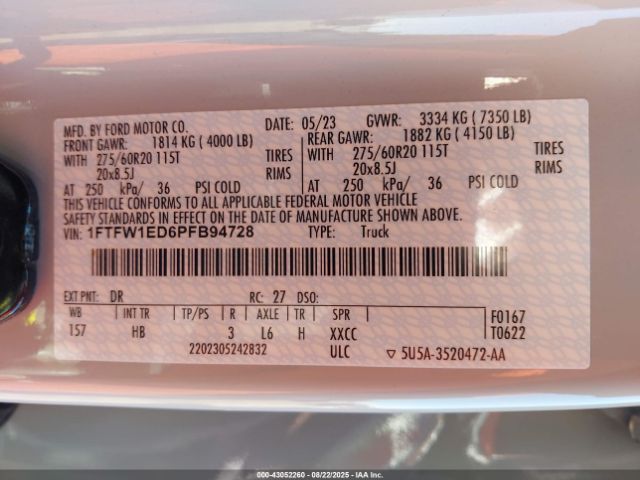 MFD. BY FORD MOTOR CO. DATE: 05/23 GVWR: 3334 KG ( 7350 LB)
FRONT GAWR: 1814 KG ( 4000 LB) REAR GAWR: 1882 KG ( 4150 LB)
WITH 275/60R20 115T TIRES WITH 275/60R20 115T TIRES
20x8.5J RIMS 20x8.5J RIMS
AT 250 kPa/ 36 PSI COLD AT 250 kPa/ 36 PSI COLD
THIS VEHICLE CONFORMS TO ALL APPLICABLE FEDERAL MOTOR VEHICLE
SAFETY STANDARDS IN EFFECT ON THE DATE OF MANUFACTURE SHOWN ABOVE.
VIN: 1FTFW1ED6PFB94728 TYPE: Truck
EXT PNT: DR RC: 27 DSO:
WB INT TR TP/PS R AXLE TR SPR F0167
157 HB 3 L6 H XXCC T0622
2202305242832 ULC ▽ 5U5A-3520472-AA
000-43052260 - 08/22/2025 - IAA Inc.